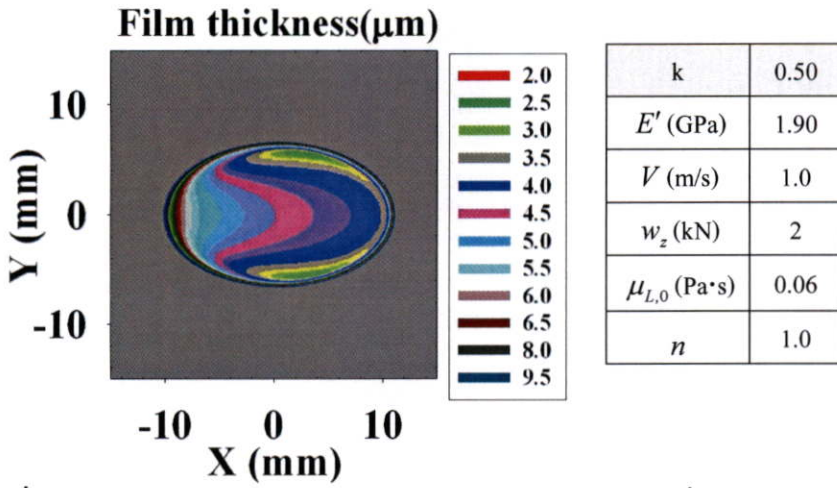 Film thickness(μm)
10
0
-10
Y (mm)
-10 0 10
X (mm)
2.0
2.5
3.0
3.5
4.0
4.5
5.0
5.5
6.0
6.5
8.0
9.5
k 0.50
E′ (GPa) 1.90
V (m/s) 1.0
w_z (kN) 2
μ_L,0 (Pa·s) 0.06
n 1.0